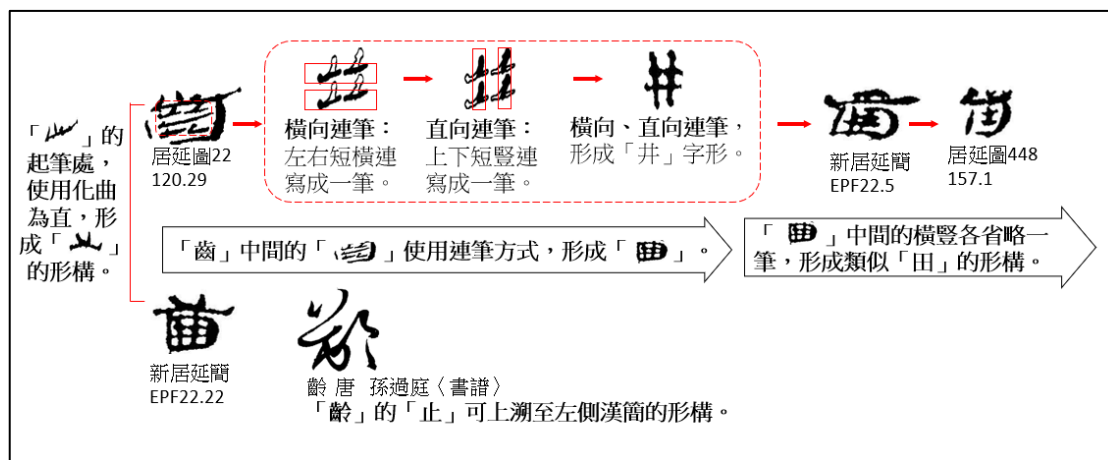 「」的
起筆處，
使用化曲
為直，形
成「」
的形構。
居延圖22
120.29
橫向連筆：
左右短橫連
寫成一筆。
直向連筆：
上下短豎連
寫成一筆。
橫向、直向連筆，
形成「井」字形。
新居延簡
EPF22.5
居延圖448
157.1
「齒」中間的「」使用連筆方式，形成「」。
「」中間的橫豎各省略一
筆，形成類似「田」的形構。
新居延簡
EPF22.22
齡 唐 孫過庭〈書譜〉
「齡」的「止」可上溯至左側漢簡的形構。